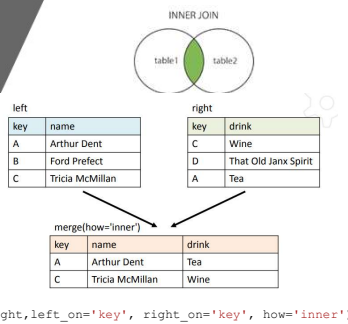 INNER JOIN
table1 table2
left
key name
A Arthur Dent
B Ford Prefect
C Tricia McMillan
right
key drink
C Wine
D That Old Janx Spirit
A Tea
merge(how='inner')
key name drink
A Arthur Dent Tea
C Tricia McMillan Wine
ght,left_on='key', right_on='key', how='inner')